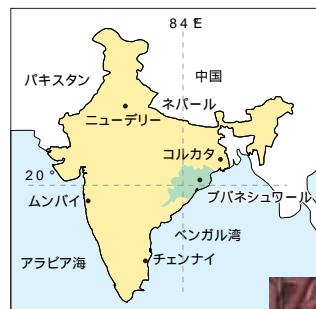 84°E
パキスタン
中国
ネパール
ニューデリー
コルカタ
20°
ムンバイ
ブバネシュワール
ベンガル湾
アラビア海
チェンナイ